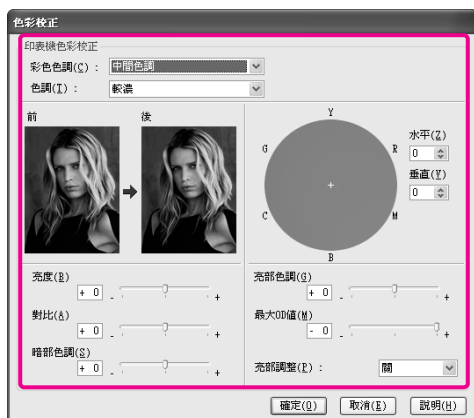 色彩校正
印表機色彩校正
彩色色調(C) : 中間色調
色調(T) : 較濃
前 後
Y
G R
C M
B
水平(Z)
0
垂直(Y)
0
亮度(B)
+ 0 - +
對比(A)
+ 0 - +
暗部色調(S)
+ 0 - +
亮部色調(G)
+ 0 - +
最大OD值(M)
- 0 - +
亮部調整(P) : 關
確定(O) 取消(E) 說明(H)